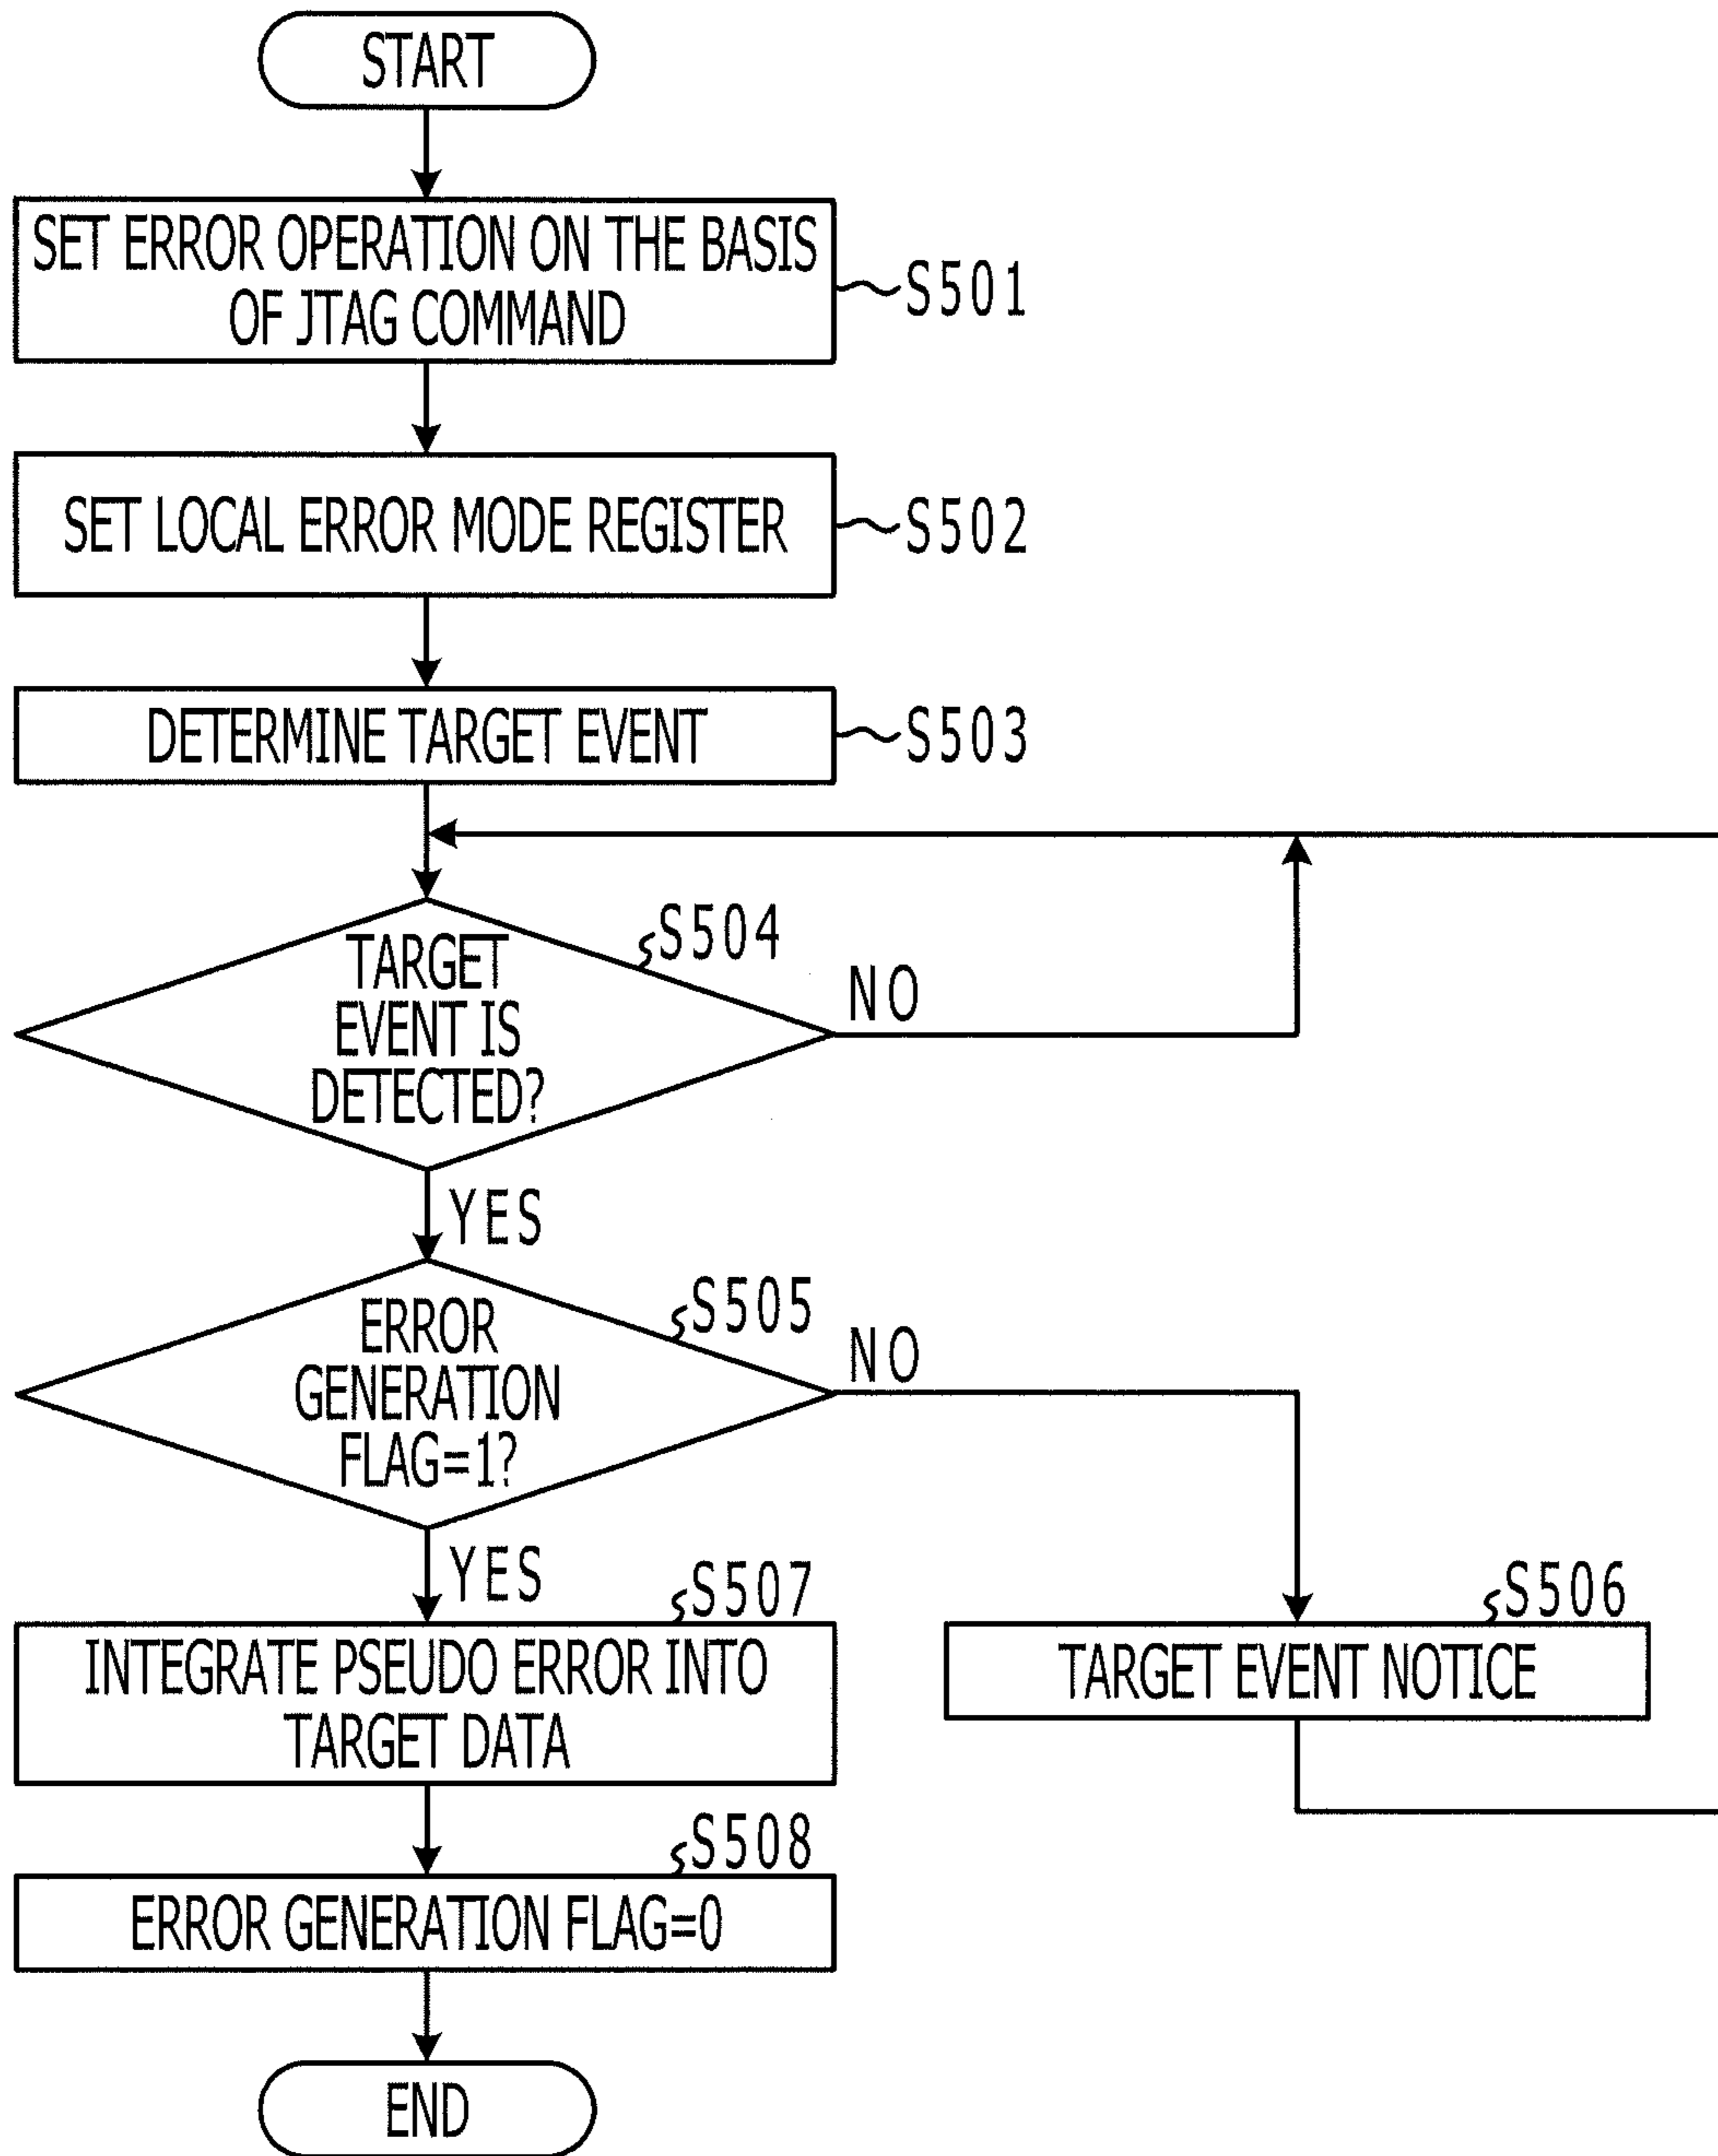 START
SET ERROR OPERATION ON THE BASIS
OF JTAG COMMAND
S501
SET LOCAL ERROR MODE REGISTER
S502
DETERMINE TARGET EVENT
S503
S504
TARGET
EVENT IS
DETECTED?
NO
YES
S505
ERROR
GENERATION
FLAG=1?
NO
YES
S507
INTEGRATE PSEUDO ERROR INTO
TARGET DATA
S506
TARGET EVENT NOTICE
S508
ERROR GENERATION FLAG=0
END